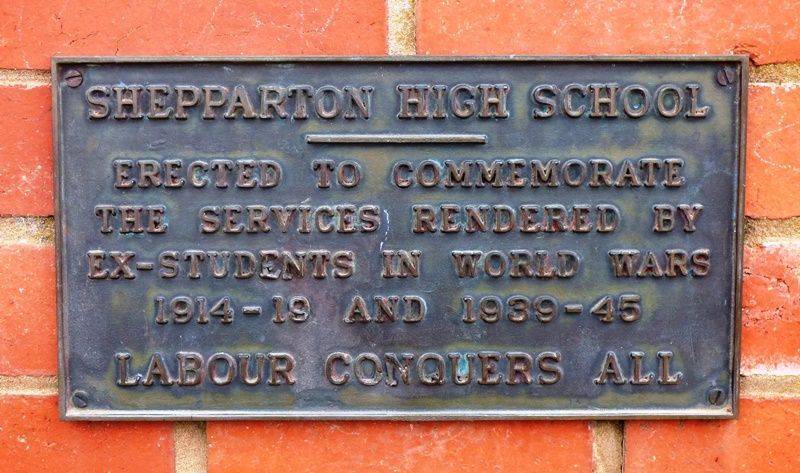 SHEPPARTON HIGH SCHOOL
ERECTED TO COMMEMORATE
THE SERVICES RENDERED BY
EX-STUDENTS IN WORLD WARS
1914-19 AND 1939-45
LABOUR CONQUERS ALL